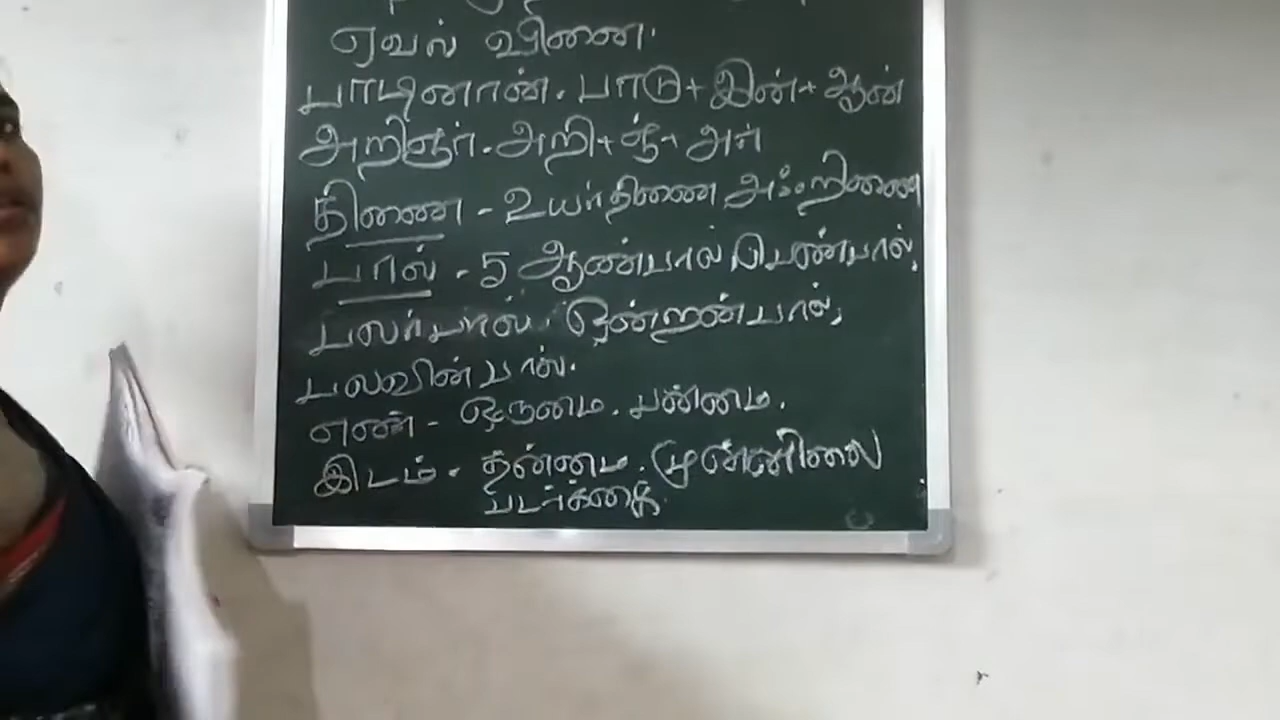 ஏவல் வினை.
பாடினான். பாடு + இன் + ஆன்
அறிஞர். அறி + ஞ் + அர்
திணை - உயர்திணை அஃறிணை
பால் - 5 ஆண்பால் பெண்பால்,
பலர்பால். ஒன்றன்பால்,
பலவின் பால்.
எண் - ஒருமை. பன்மை.
இடம் - தன்மை. முன்னிலை
படர்க்கை.